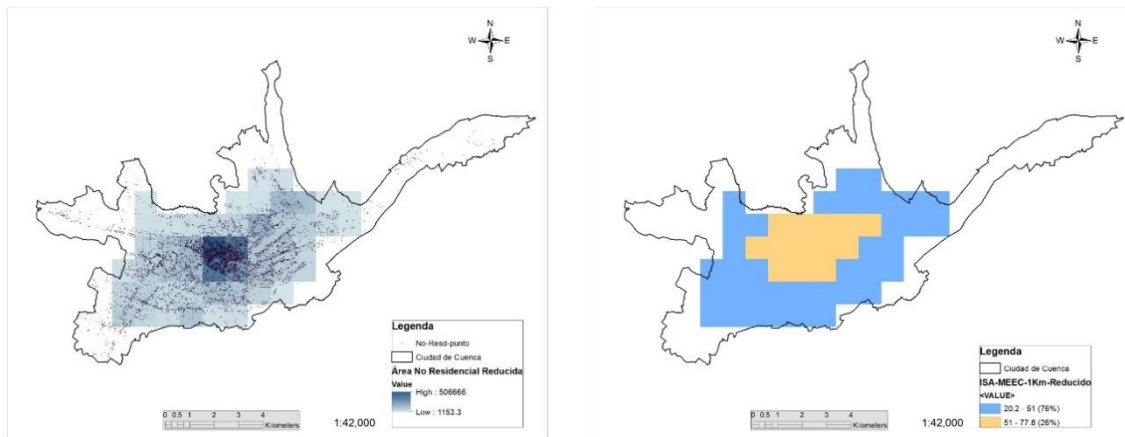 N
W E
S
Legenda
No-Resd-punto
Ciudad de Cuenca
Área No Residencial Reducida
Value
High : 506666
Low : 1153.3
0 0.5 1 2 3 4
Kilometers
1:42,000
N
W E
S
Legenda
Ciudad de Cuenca
ISA-MEEC-1Km-Reducido
<VALUE>
20.2 - 51 (76%)
51 - 77.8 (26%)
0 0.5 1 2 3 4
Kilometers
1:42,000